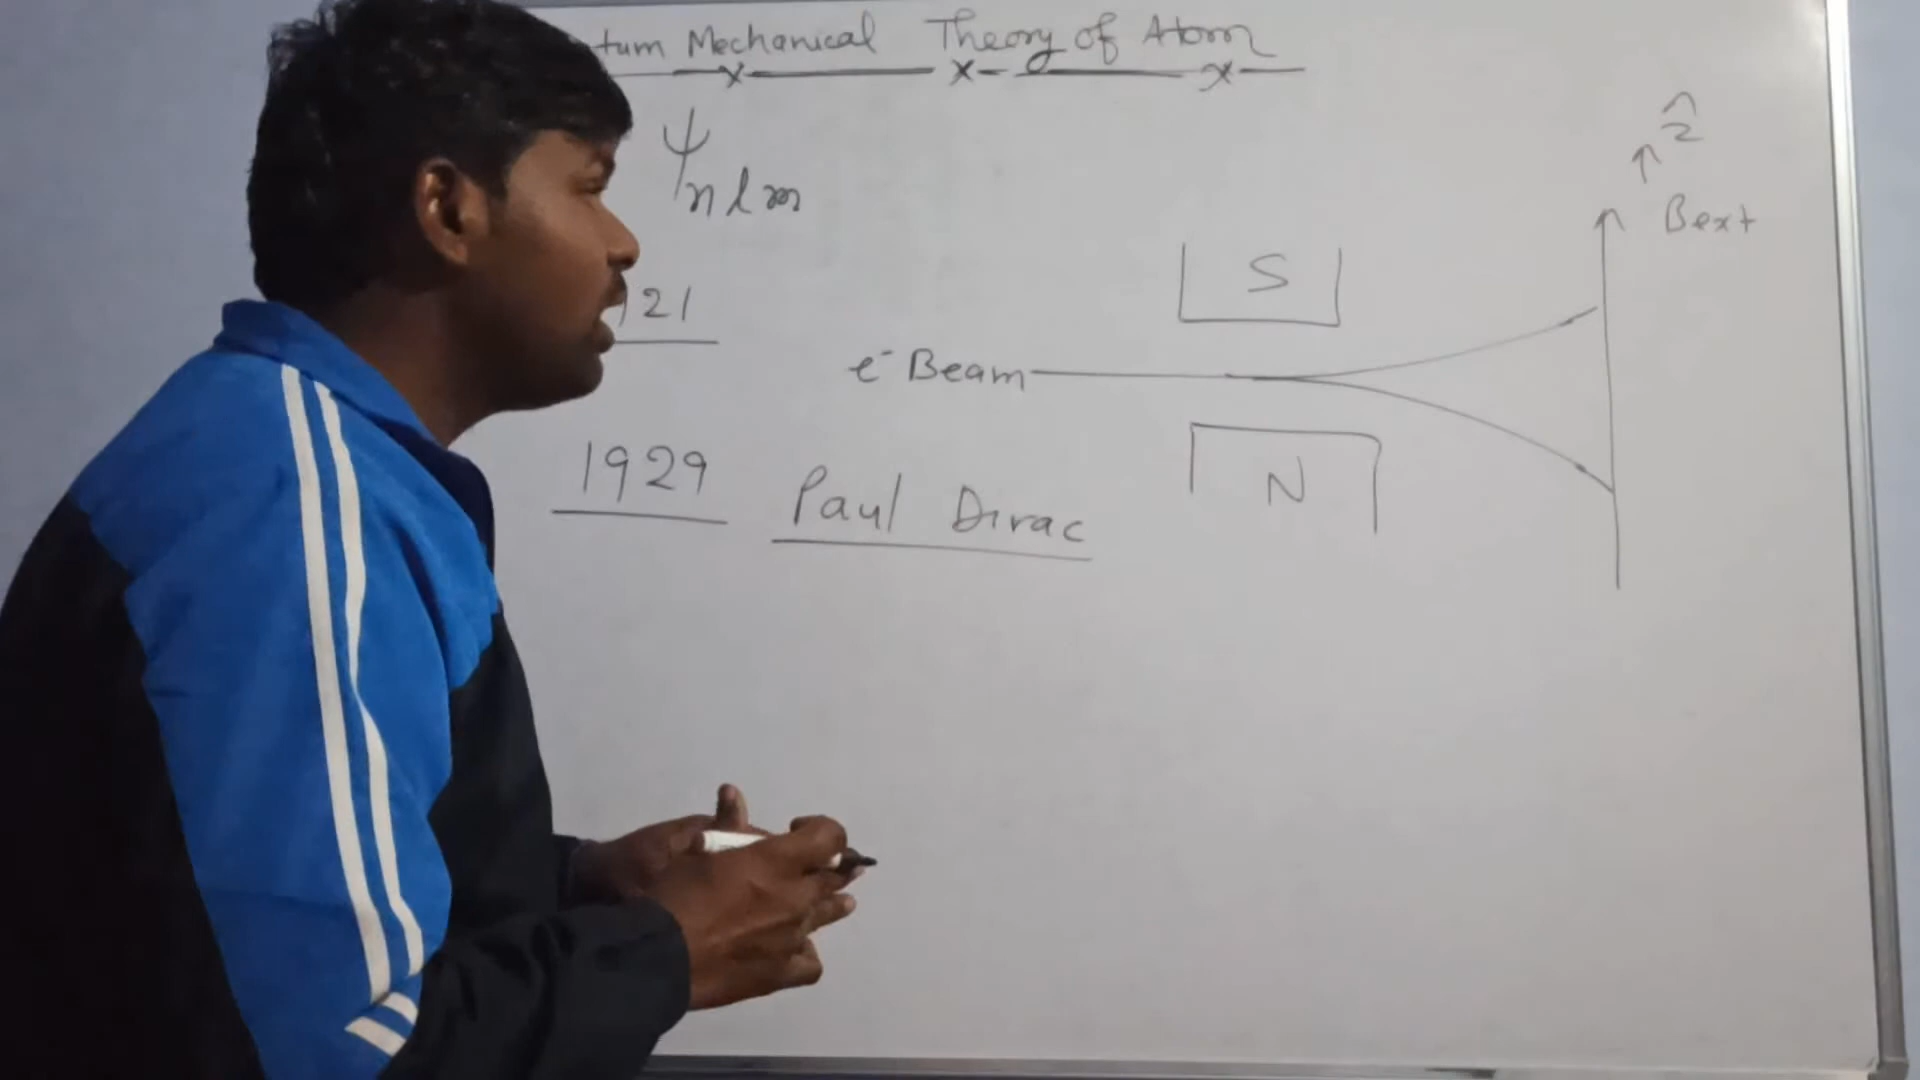 tum Mechanical Theory of Atom
ẑ
ψnlm
Bext
21
S
e⁻ Beam
1929
Paul Dirac
N